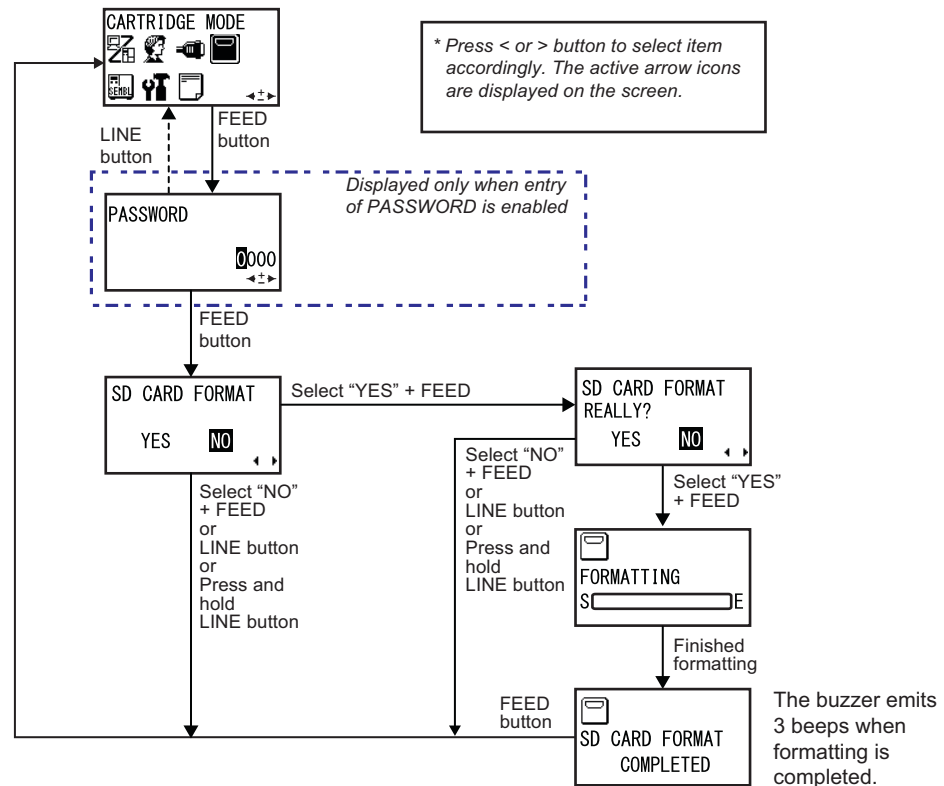 CARTRIDGE MODE
SEMBL
* Press < or > button to select item
accordingly. The active arrow icons
are displayed on the screen.
LINE
button
FEED
button
Displayed only when entry
of PASSWORD is enabled
PASSWORD
0000
FEED
button
SD CARD FORMAT
YES NO
Select “YES” + FEED
SD CARD FORMAT
REALLY?
YES NO
Select “NO”
+ FEED
or
LINE button
or
Press and
hold
LINE button
Select “NO”
+ FEED
or
LINE button
or
Press and
hold
LINE button
Select “YES”
+ FEED
FORMATTING
S E
Finished
formatting
FEED
button
SD CARD FORMAT
COMPLETED
The buzzer emits
3 beeps when
formatting is
completed.